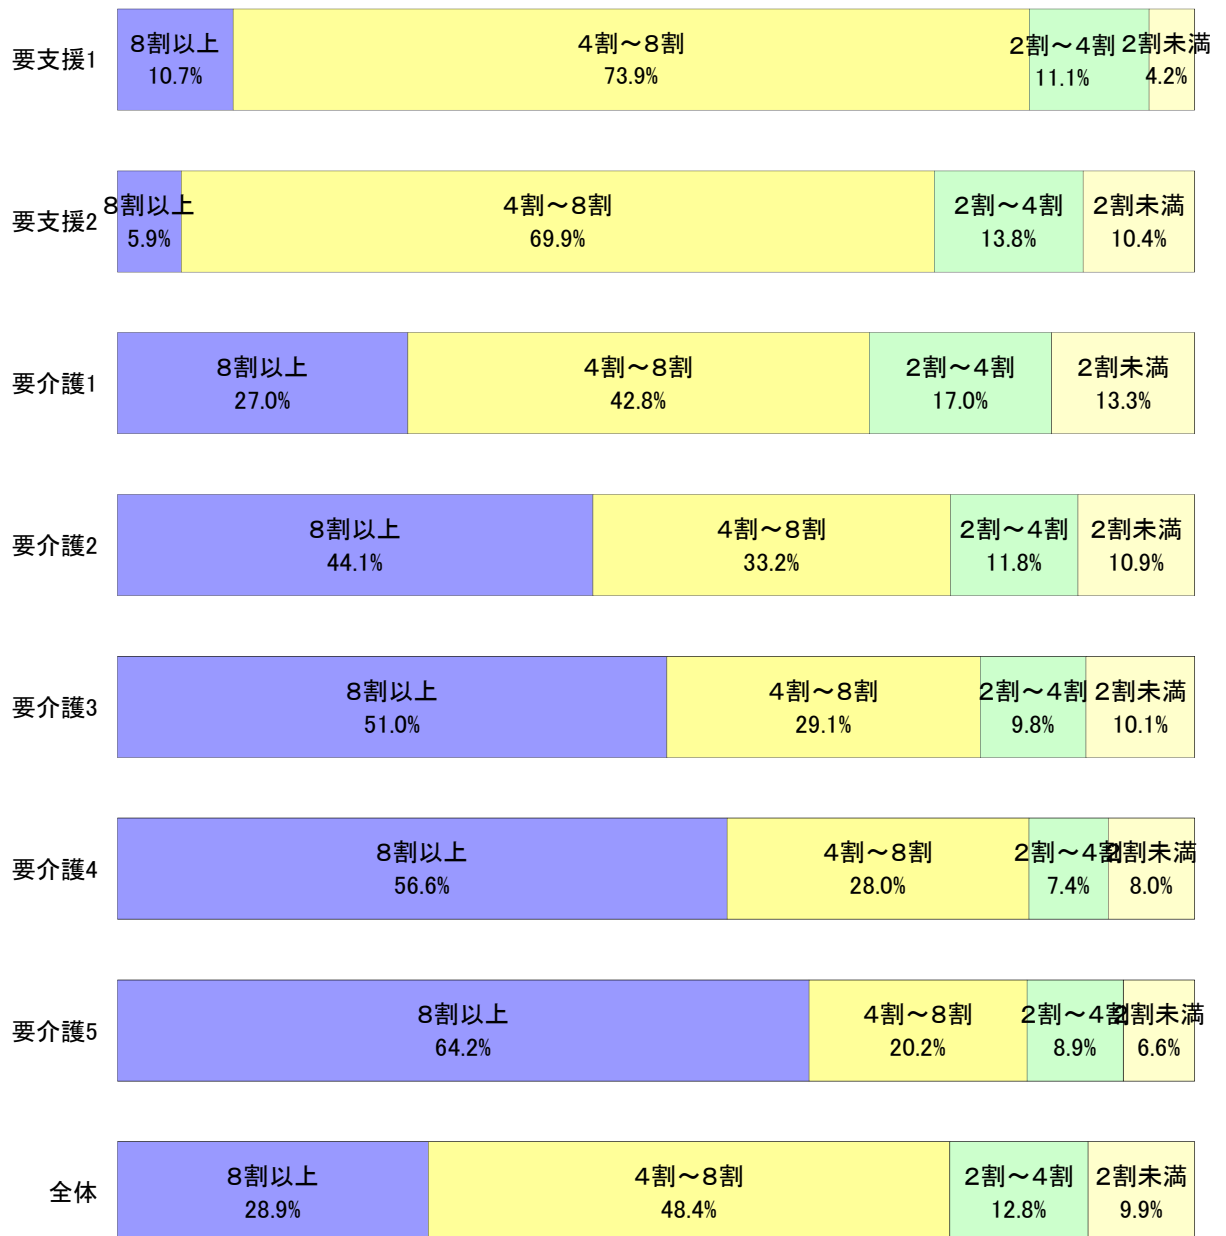 8割以上 4割～8割 2割～4割 2割未満
要支援1
10.7% 73.9% 11.1% 4.2%
8割以上 4割～8割 2割～4割 2割未満
要支援2
5.9% 69.9% 13.8% 10.4%
8割以上 4割～8割 2割～4割 2割未満
要介護1
27.0% 42.8% 17.0% 13.3%
8割以上 4割～8割 2割～4割 2割未満
要介護2
44.1% 33.2% 11.8% 10.9%
8割以上 4割～8割 2割～4割 2割未満
要介護3
51.0% 29.1% 9.8% 10.1%
8割以上 4割～8割 2割～4割 2割未満
要介護4
56.6% 28.0% 7.4% 8.0%
8割以上 4割～8割 2割～4割 2割未満
要介護5
64.2% 20.2% 8.9% 6.6%
8割以上 4割～8割 2割～4割 2割未満
全体
28.9% 48.4% 12.8% 9.9%